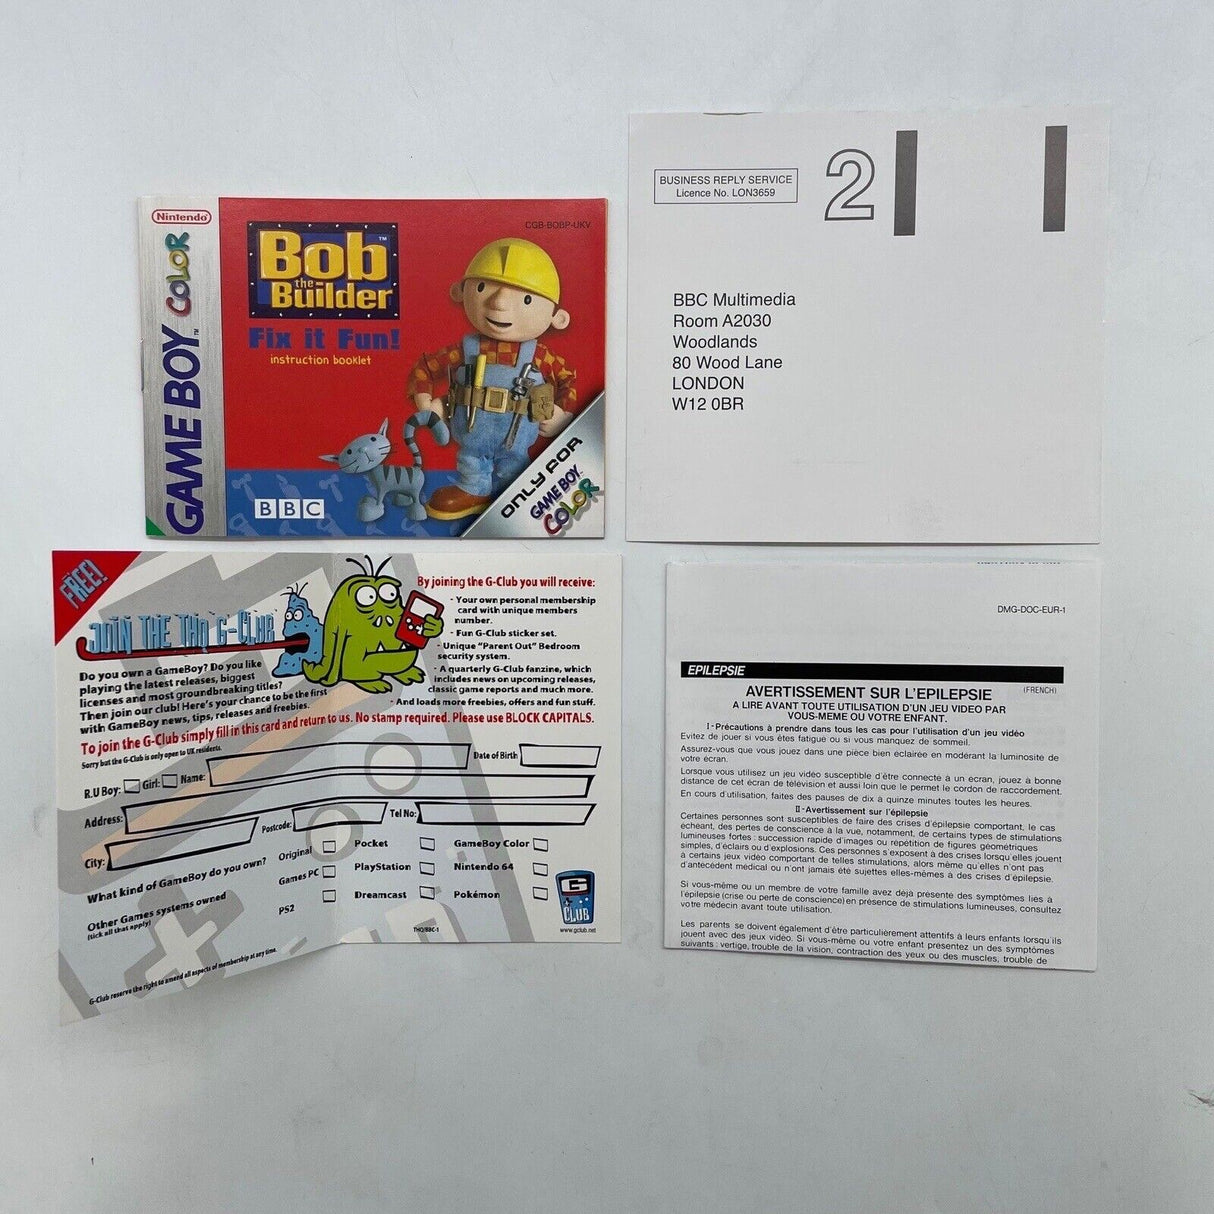 Nintendo
GAME BOY COLOR
TM
CGB-BOBP-UKV
Bob
the
Builder
TM
Fix it Fun!
instruction booklet
BBC
ONLY FOR
GAME BOY
COLOR
BUSINESS REPLY SERVICE
Licence No. LON3659
2
BBC Multimedia
Room A2030
Woodlands
80 Wood Lane
LONDON
W12 0BR
FREE!
JOIN THE THQ G-CLUB
Do you own a GameBoy? Do you like
playing the latest releases, biggest
licenses and most groundbreaking titles?
Then join our club! Here's your chance to be the first
with GameBoy news, tips, releases and freebies.
By joining the G-Club you will receive:
- Your own personal membership
card with unique members
number.
- Fun G-Club sticker set.
- Unique "Parent Out" Bedroom
security system.
- A quarterly G-Club fanzine, which
includes news on upcoming releases,
classic game reports and much more.
- And loads more freebies, offers and fun stuff.
To join the G-Club simply fill in this card and return to us. No stamp required. Please use BLOCK CAPITALS.
Sorry but the G-Club is only open to UK residents.
R.U Boy: Girl: Name: Date of Birth
Address:
City: Postcode: Tel No:
What kind of GameBoy do you own? Original Pocket GameBoy Color
Other Games systems owned Games PC PlayStation Nintendo 64
(tick all that apply) PS2 Dreamcast Pokémon
G
CLUB
THQ/BBC-1
www.gclub.net
G-Club reserve the right to amend all aspects of membership at any time.
DMG-DOC-EUR-1
EPILEPSIE
(FRENCH)
AVERTISSEMENT SUR L'EPILEPSIE
A LIRE AVANT TOUTE UTILISATION D'UN JEU VIDEO PAR
VOUS-MEME OU VOTRE ENFANT.
I-Précautions à prendre dans tous les cas pour l'utilisation d'un jeu vidéo
Evitez de jouer si vous êtes fatigué ou si vous manquez de sommeil.
Assurez-vous que vous jouez dans une pièce bien éclairée en modérant la luminosité de
votre écran.
Lorsque vous utilisez un jeu vidéo susceptible d'être connecté à un écran, jouez à bonne
distance de cet écran de télévision et aussi loin que le permet le cordon de raccordement.
En cours d'utilisation, faites des pauses de dix à quinze minutes toutes les heures.
II-Avertissement sur l'épilepsie
Certaines personnes sont susceptibles de faire des crises d'épilepsie comportant, le cas
échéant, des pertes de conscience à la vue, notamment, de certains types de stimulations
lumineuses fortes : succession rapide d'images ou répétition de figures géométriques
simples, d'éclairs ou d'explosions. Ces personnes s'exposent à des crises lorsqu'elles jouent
à certains jeux vidéo comportant de telles stimulations, alors même qu'elles n'ont pas
d'antécédent médical ou n'ont jamais été sujettes elles-mêmes à des crises d'épilepsie.
Si vous-même ou un membre de votre famille avez déjà présenté des symptômes liés à
l'épilepsie (crise ou perte de conscience) en présence de stimulations lumineuses, consultez
votre médecin avant toute utilisation.
Les parents se doivent également d'être particulièrement attentifs à leurs enfants lorsqu'ils
jouent avec des jeux vidéo. Si vous-même ou votre enfant présentez un des symptômes
suivants : vertige, trouble de la vision, contraction des yeux ou des muscles, trouble de